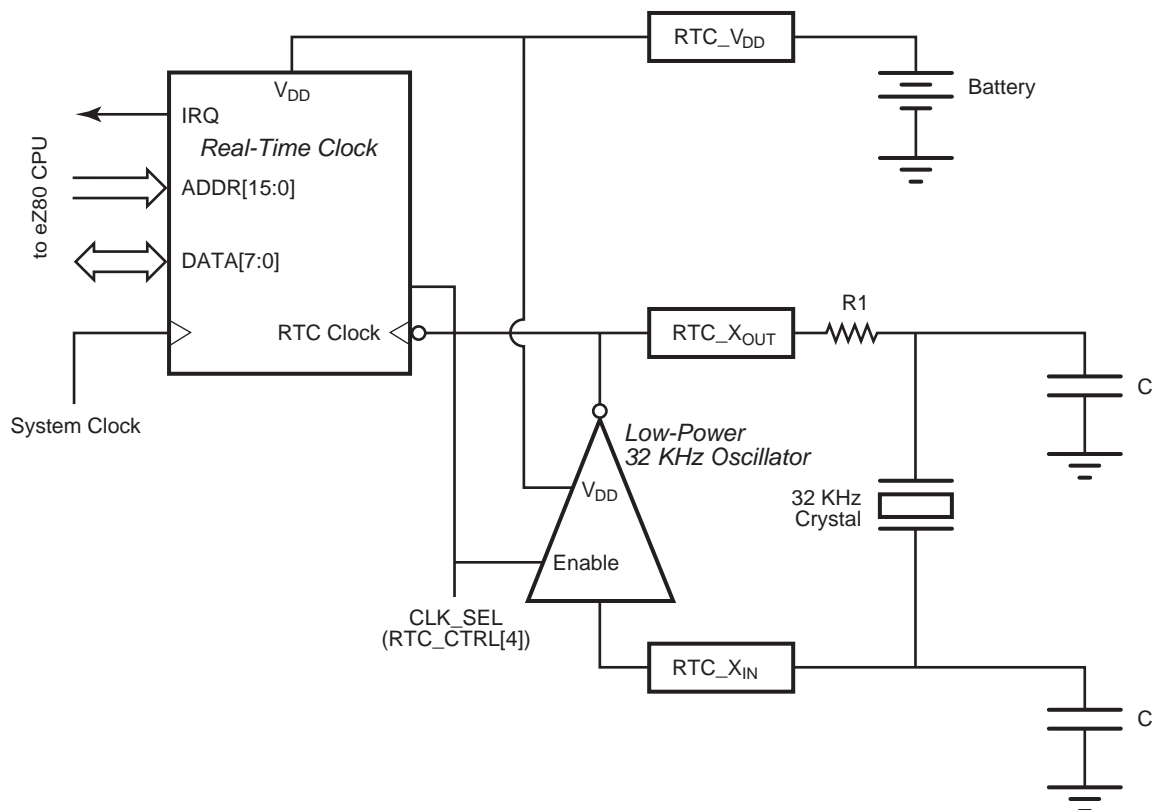 RTC_VDD
VDD
Battery
IRQ
Real-Time Clock
to eZ80 CPU
ADDR[15:0]
DATA[7:0]
R1
RTC Clock
RTC_XOUT
C
System Clock
Low-Power
32 KHz Oscillator
VDD
32 KHz
Crystal
Enable
CLK_SEL
(RTC_CTRL[4])
RTC_XIN
C